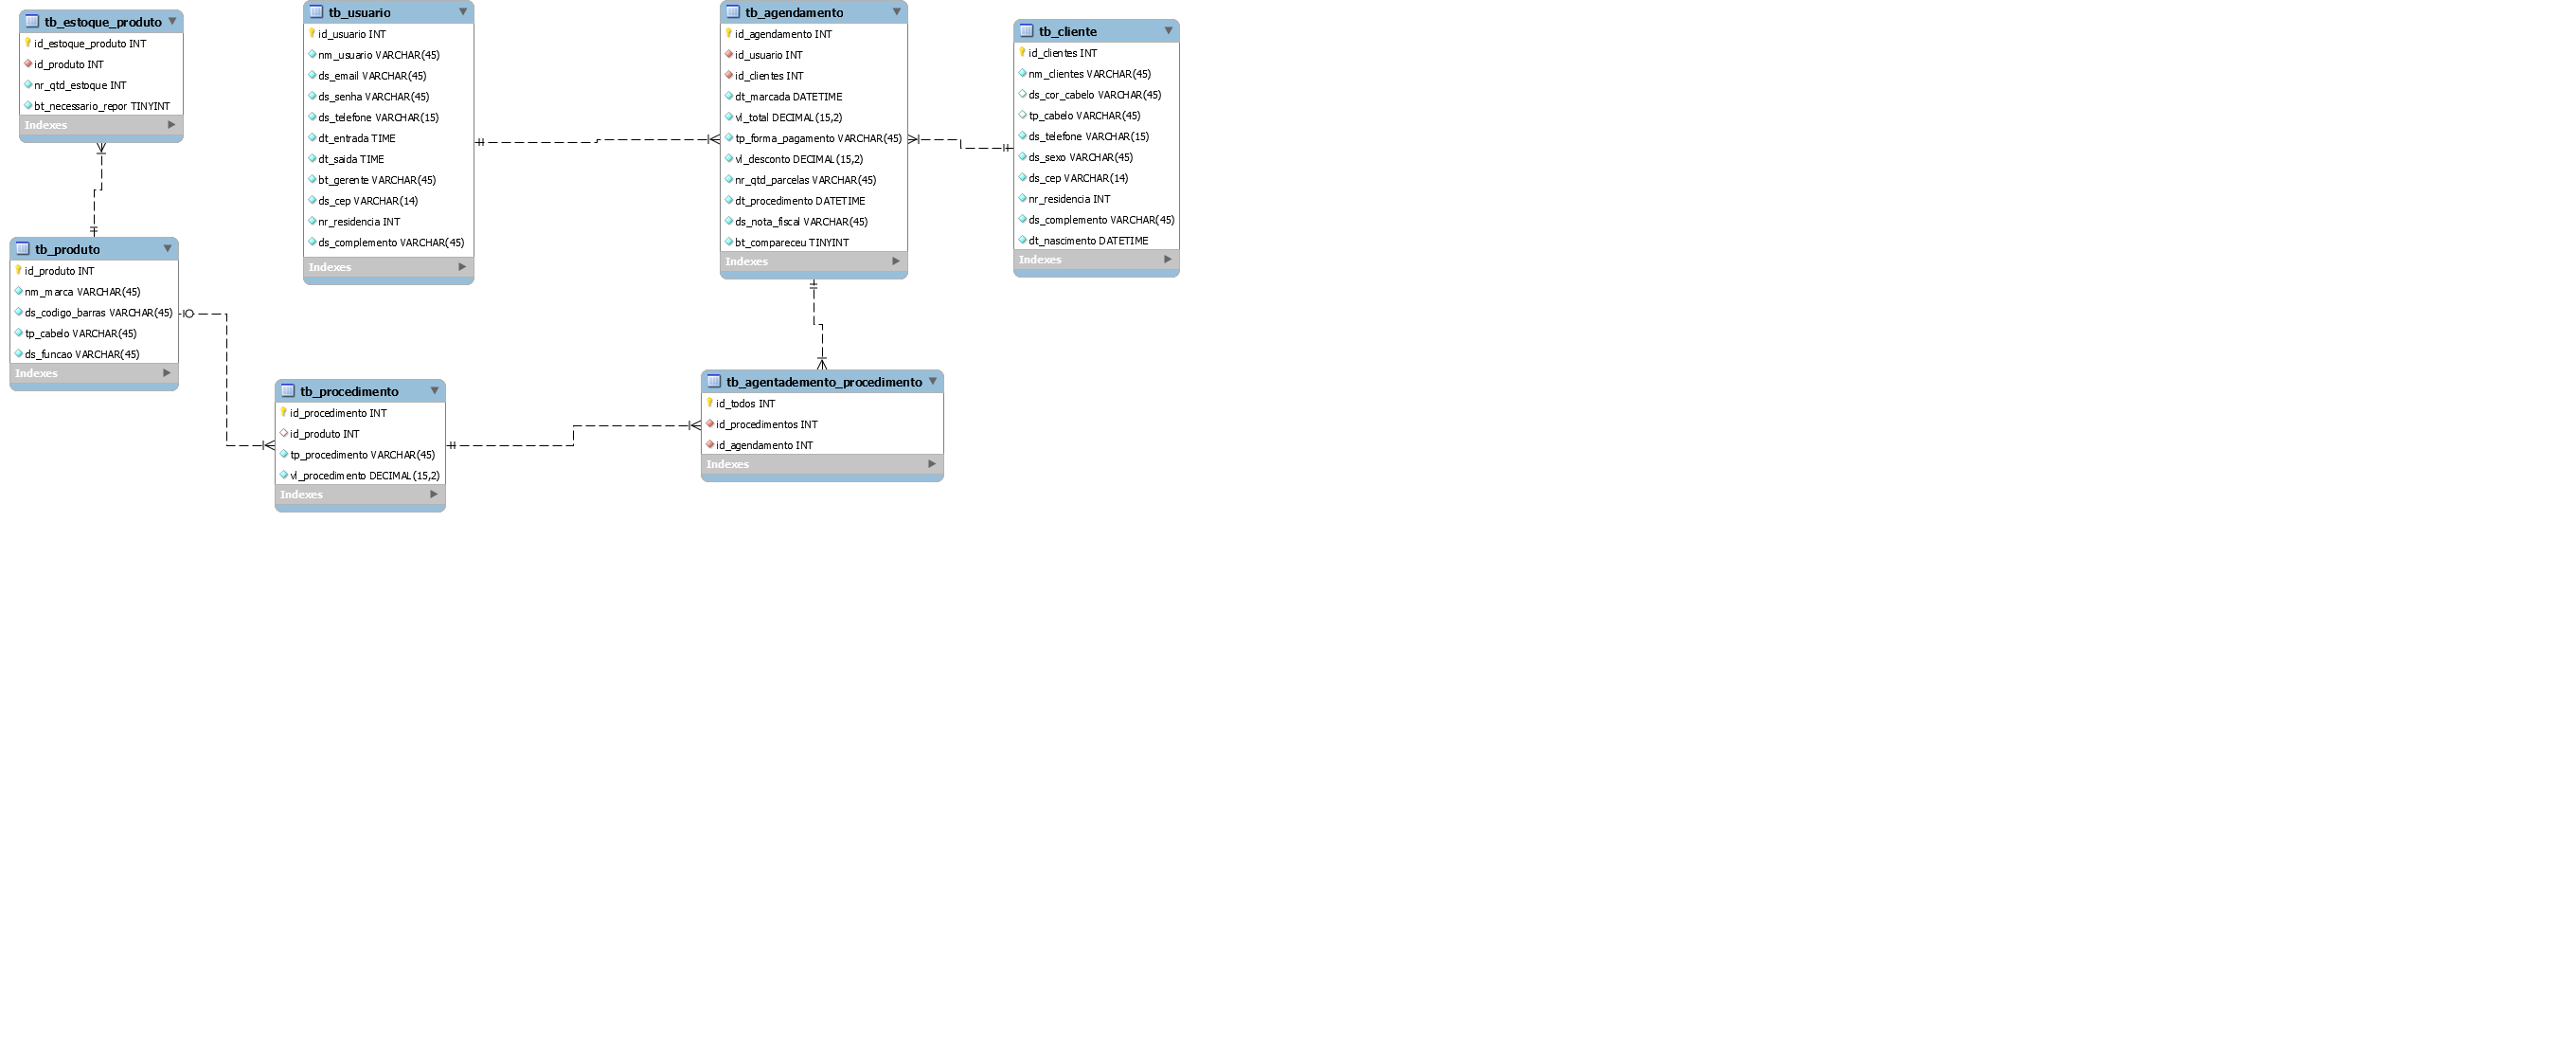 tb_estoque_produto
id_estoque_produto INT
id_produto INT
nr_qtd_estoque INT
bt_necessario_repor TINYINT
Indexes
tb_usuario
id_usuario INT
nm_usuario VARCHAR(45)
ds_email VARCHAR(45)
ds_senha VARCHAR(45)
ds_telefone VARCHAR(15)
dt_entrada TIME
dt_saida TIME
bt_gerente VARCHAR(45)
ds_cep VARCHAR(14)
nr_residencia INT
ds_complemento VARCHAR(45)
Indexes
tb_agendamento
id_agendamento INT
id_usuario INT
id_clientes INT
dt_marcada DATETIME
vl_total DECIMAL(15,2)
tp_forma_pagamento VARCHAR(45)
vl_desconto DECIMAL(15,2)
nr_qtd_parcelas VARCHAR(45)
dt_procedimento DATETIME
ds_nota_fiscal VARCHAR(45)
bt_compareceu TINYINT
Indexes
tb_cliente
id_clientes INT
nm_clientes VARCHAR(45)
ds_cor_cabelo VARCHAR(45)
tp_cabelo VARCHAR(45)
ds_telefone VARCHAR(15)
ds_sexo VARCHAR(45)
ds_cep VARCHAR(14)
nr_residencia INT
ds_complemento VARCHAR(45)
dt_nascimento DATETIME
Indexes
tb_produto
id_produto INT
nm_marca VARCHAR(45)
ds_codigo_barras VARCHAR(45)
tp_cabelo VARCHAR(45)
ds_funcao VARCHAR(45)
Indexes
tb_procedimento
id_procedimento INT
id_produto INT
tp_procedimento VARCHAR(45)
vl_procedimento DECIMAL(15,2)
Indexes
tb_agentademento_procedimento
id_todos INT
id_procedimentos INT
id_agendamento INT
Indexes